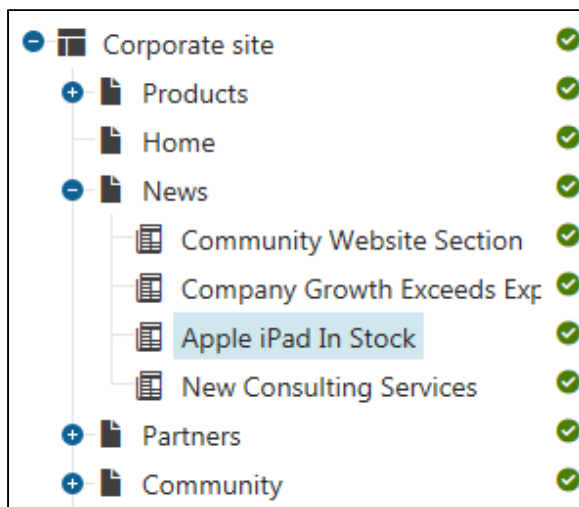 Corporate site
Products
Home
News
Community Website Section
Company Growth Exceeds Exp
Apple iPad In Stock
New Consulting Services
Partners
Community